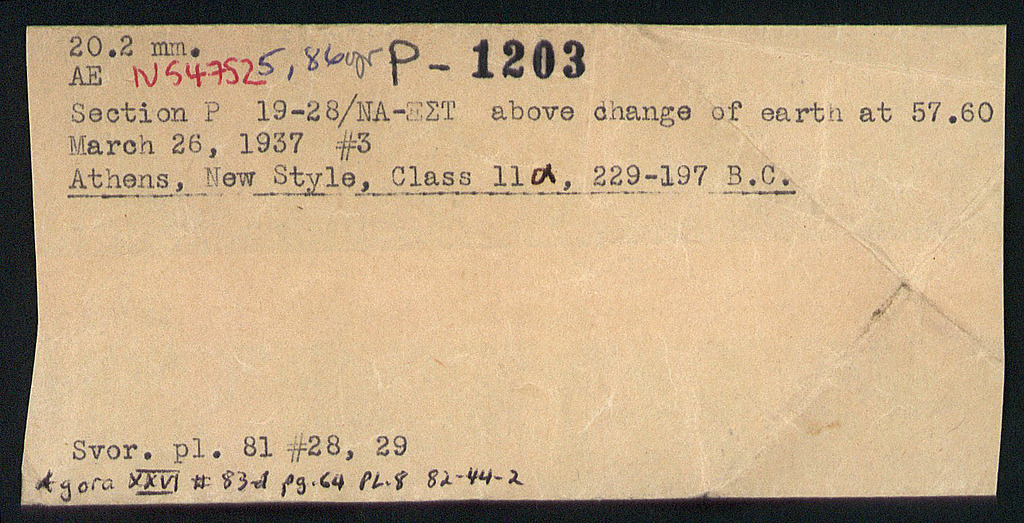 20.2 mm.
AE N54752 5,86gr P - 1203
Section P 19-28/ΝΑ-ΞΣΤ above change of earth at 57.60
March 26, 1937 #3
Athens, New Style, Class 11a, 229-197 B.C.
Svor. pl. 81 #28, 29
Agora XXVI # 83-d pg.64 PL.8 82-44-2